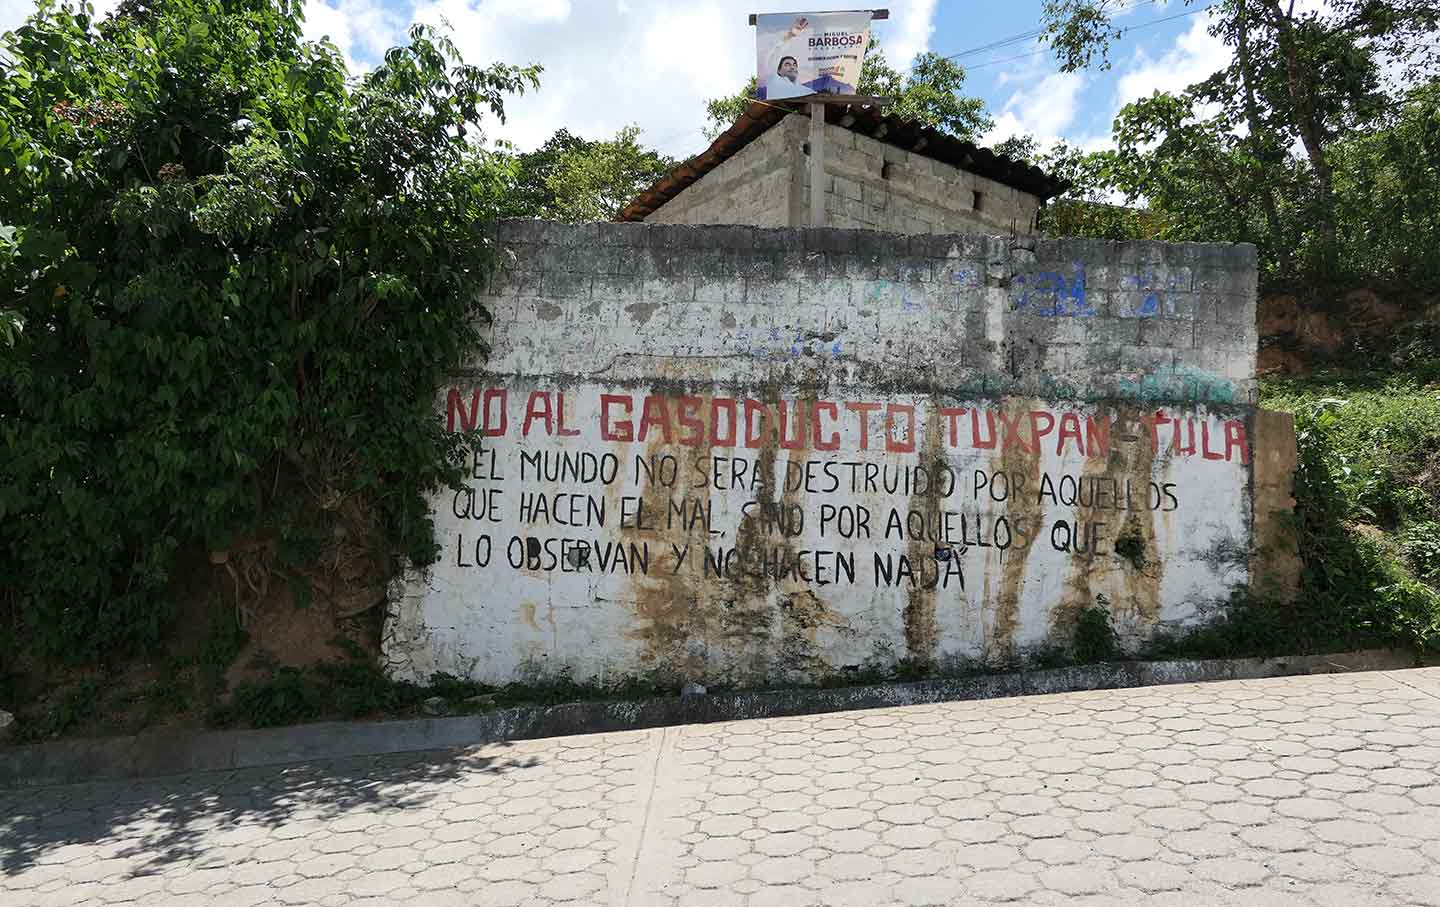 MIGUEL
BARBOSA
NO AL GASODUCTO TUXPAN-TULA
"EL MUNDO NO SERA DESTRUIDO POR AQUELLOS
QUE HACEN EL MAL, SINO POR AQUELLOS QUE
LO OBSERVAN Y NO HACEN NADA"